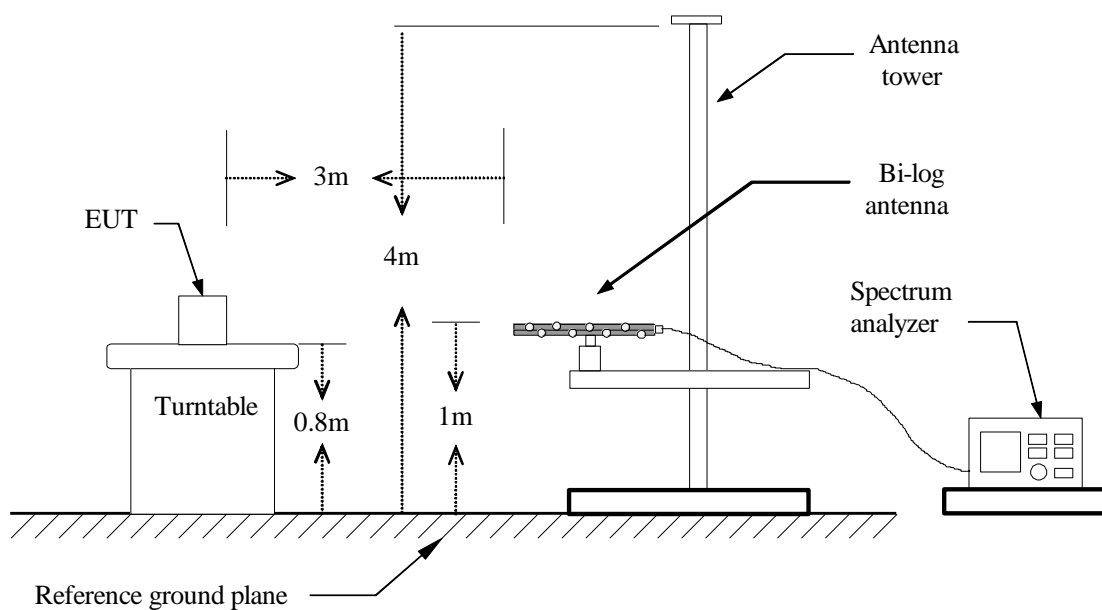 Antenna
tower
3m
Bi-log
antenna
EUT
4m
Spectrum
analyzer
Turntable
0.8m
1m
Reference ground plane